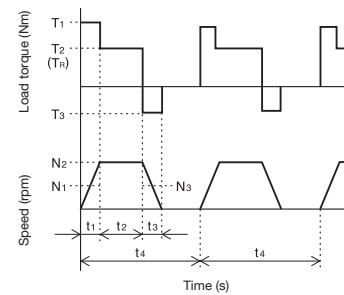 Load torque (Nm)
T1
T2
(TR)
T3
Speed (rpm)
N2
N1
N3
t1 t2 t3
t4 t4
Time (s)